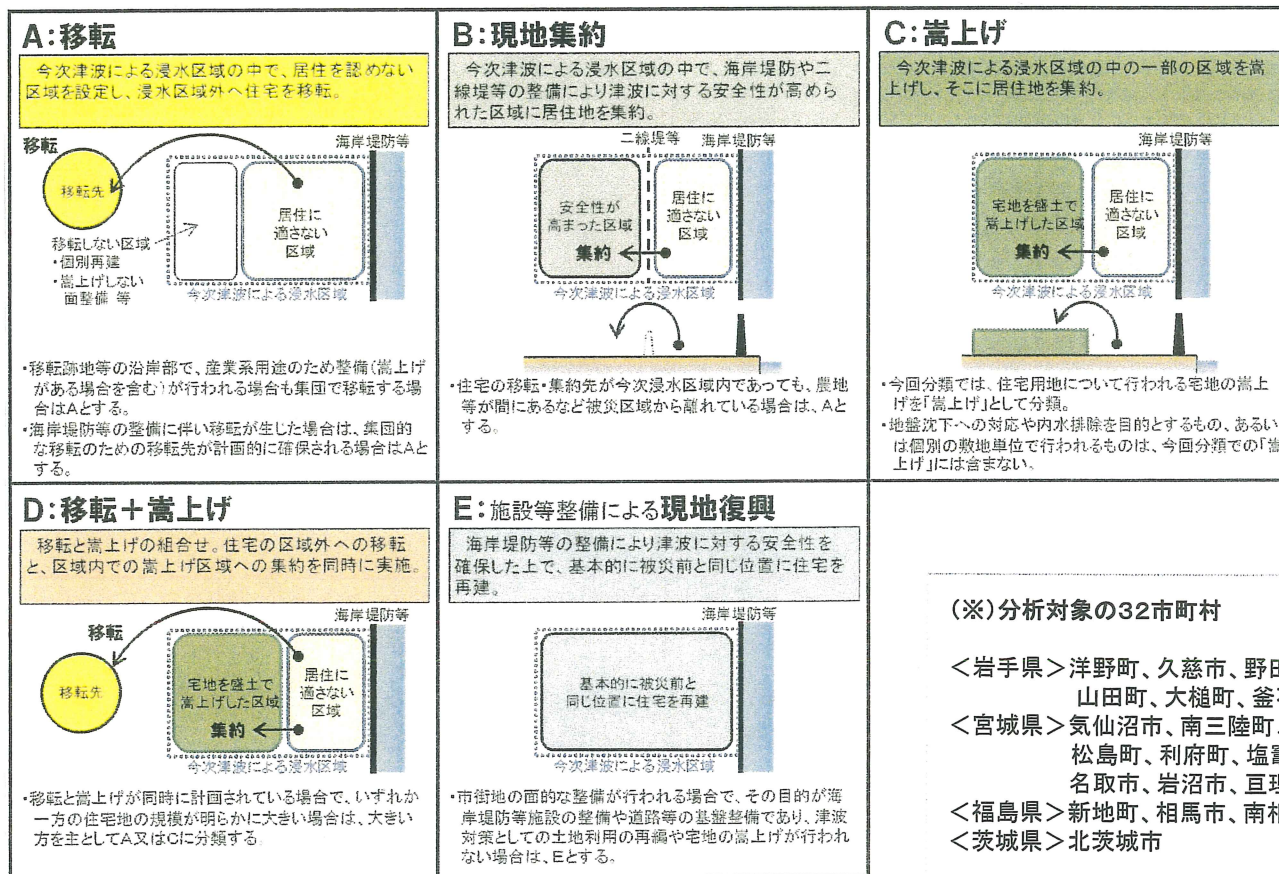 A:移転
今次津波による浸水区域の中で、居住を認めない
区域を設定し、浸水区域外へ住宅を移転。
移転
海岸堤防等
移転先
居住に
適さない
区域
移転しない区域
・個別再建
・嵩上げしない
面整備 等
今次津波による浸水区域
・移転跡地等の沿岸部で、産業系用途のため整備(嵩上げ
がある場合を含む)が行われる場合も集団で移転する場
合はAとする。
・海岸堤防等の整備に伴い移転が生じた場合は、集団的
な移転のための移転先が計画的に確保される場合はAと
する。
B:現地集約
今次津波による浸水区域の中で、海岸堤防や二
線堤等の整備により津波に対する安全性が高めら
れた区域に居住地を集約。
二線堤等 海岸堤防等
安全性が
高まった区域
集約
居住に
適さない
区域
今次津波による浸水区域
・住宅の移転・集約先が今次浸水区域内であっても、農地
等が間にあるなど被災区域から離れている場合は、Aと
する。
C:嵩上げ
今次津波による浸水区域の中の一部の区域を嵩
上げし、そこに居住地を集約。
海岸堤防等
宅地を盛土で
嵩上げした区域
集約
居住に
適さない
区域
今次津波による浸水区域
・今回分類では、住宅用地について行われる宅地の嵩上
げを「嵩上げ」として分類。
・地盤沈下への対応や内水排除を目的とするもの、あるい
は個別の敷地単位で行われるものは、今回分類での「嵩
上げ」には含まない。
D:移転+嵩上げ
移転と嵩上げの組合せ。住宅の区域外への移転
と、区域内での嵩上げ区域への集約を同時に実施。
海岸堤防等
移転
移転先
宅地を盛土で
嵩上げした区域
集約
居住に
適さない
区域
今次津波による浸水区域
・移転と嵩上げが同時に計画されている場合で、いずれか
一方の住宅地の規模が明らかに大きい場合は、大きい
方を主としてA又はCに分類する
E:施設等整備による現地復興
海岸堤防等の整備により津波に対する安全性を
確保した上で、基本的に被災前と同じ位置に住宅を
再建。
海岸堤防等
基本的に被災前と
同じ位置に住宅を再建
今次津波による浸水区域
・市街地の面的な整備が行われる場合で、その目的が海
岸堤防等施設の整備や道路等の基盤整備であり、津波
対策としての土地利用の再編や宅地の嵩上げが行われ
ない場合は、Eとする。
(※)分析対象の32市町村
<岩手県>洋野町、久慈市、野田
山田町、大槌町、釜
<宮城県>気仙沼市、南三陸町、
松島町、利府町、塩
名取市、岩沼市、亘理
<福島県>新地町、相馬市、南相
<茨城県>北茨城市